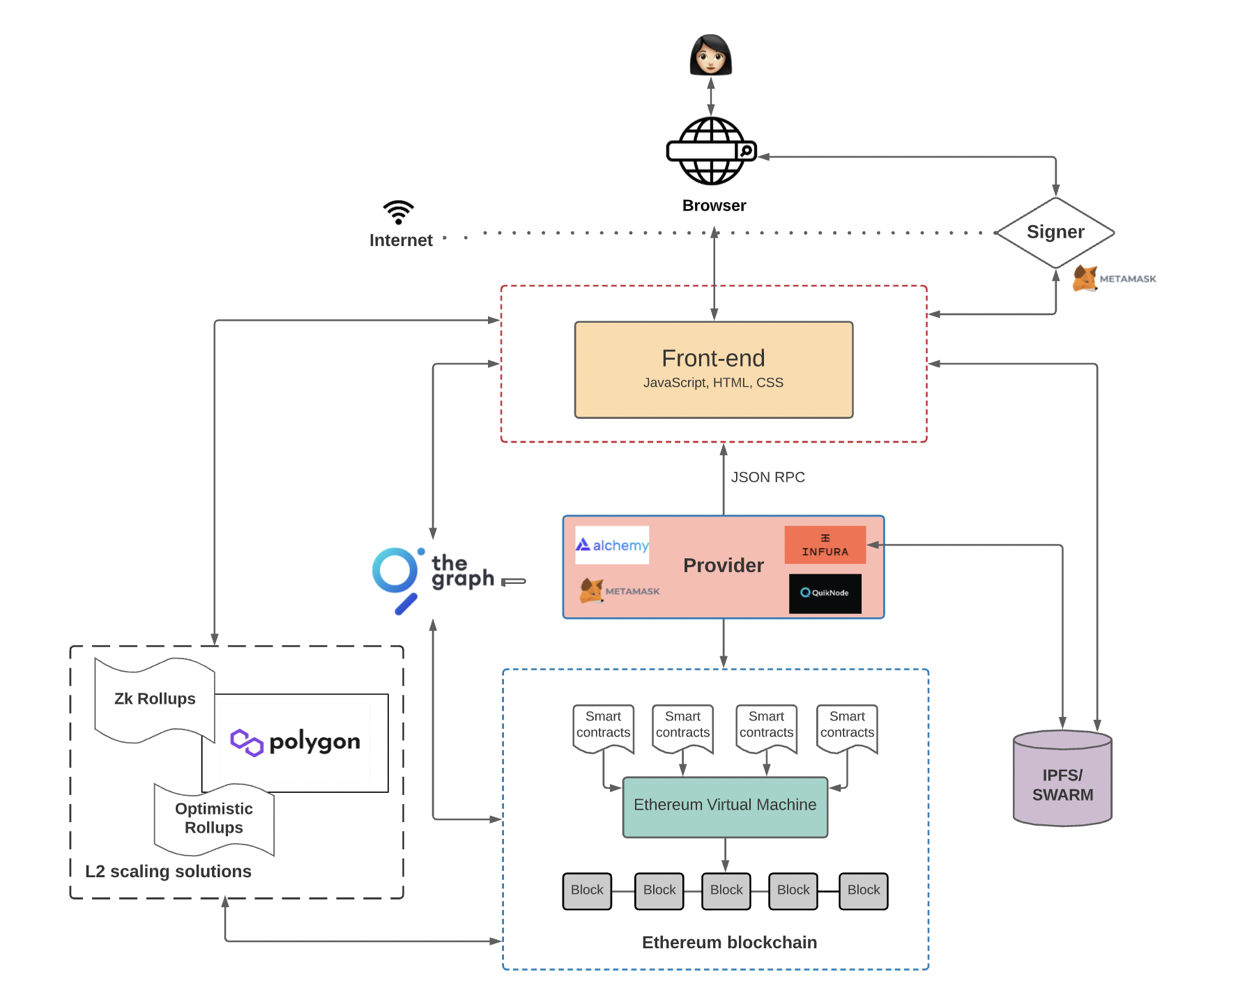 Browser
Internet
Signer
METAMASK
Front-end
JavaScript, HTML, CSS
JSON RPC
alchemy
Provider
INFURA
METAMASK
QuikNode
the
graph
Zk Rollups
polygon
Optimistic
Rollups
L2 scaling solutions
Smart
contracts
Smart
contracts
Smart
contracts
Smart
contracts
Ethereum Virtual Machine
Block
Block
Block
Block
Block
Ethereum blockchain
IPFS/
SWARM